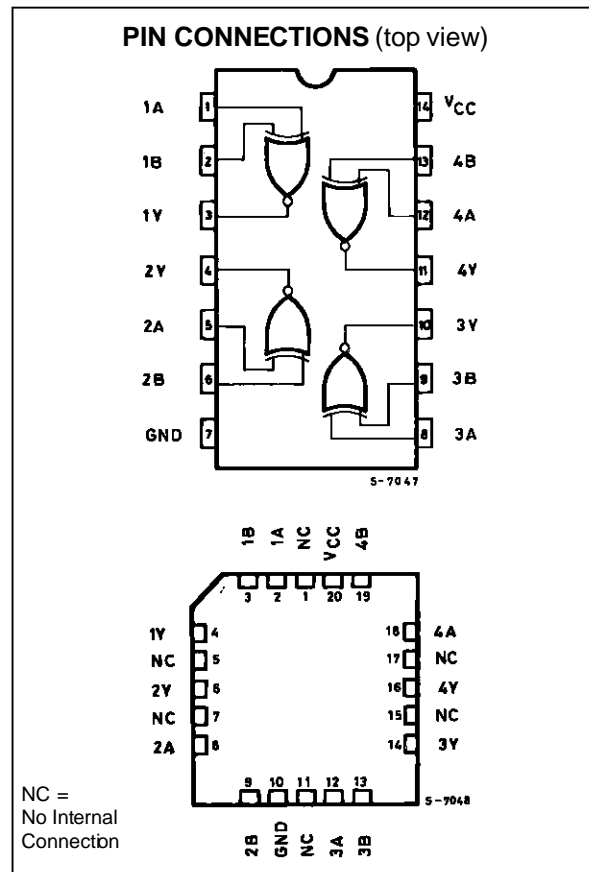 PIN CONNECTIONS (top view)
1A 1 14 VCC
1B 2 13 4B
1Y 3 12 4A
2Y 4 11 4Y
2A 5 10 3Y
2B 6 9 3B
GND 7 8 3A
S-7047
1B 1A NC VCC 4B
3 2 1 20 19
1Y 4 18 4A
NC 5 17 NC
2Y 6 16 4Y
NC 7 15 NC
2A 8 14 3Y
9 10 11 12 13
S-7048
2B GND NC 3A 3B
NC =
No Internal
Connection